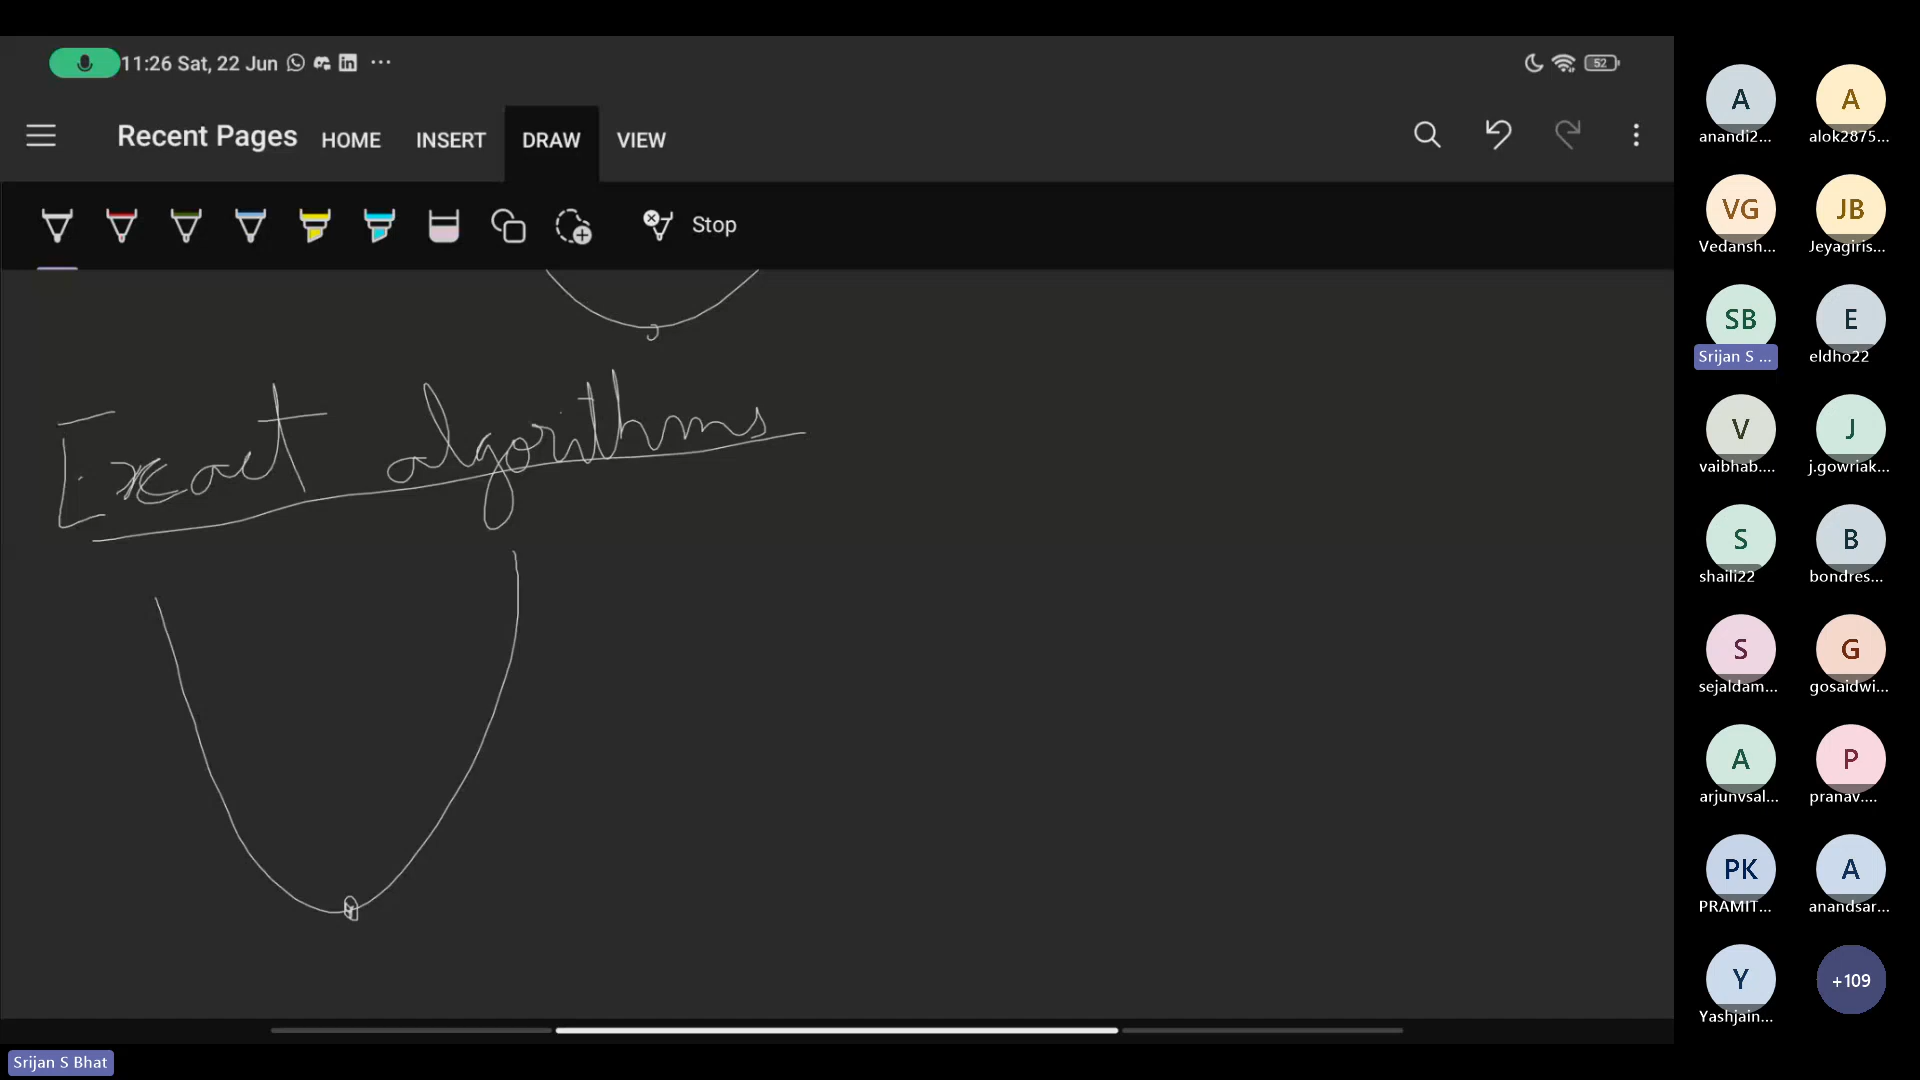 11:26 Sat, 22 Jun ...
52
Recent Pages HOME INSERT DRAW VIEW
Stop
Exact algorithms
A
anandi2...
A
alok2875...
VG
Vedansh...
JB
Jeyagiris...
SB
Srijan S ...
E
eldho22
V
vaibhab....
J
j.gowriak...
S
shaili22
B
bondres...
S
sejaldam...
G
gosaidwi...
A
arjunvsal...
P
pranav....
PK
PRAMIT...
A
anandsar...
Y
Yashjain...
+109
Srijan S Bhat